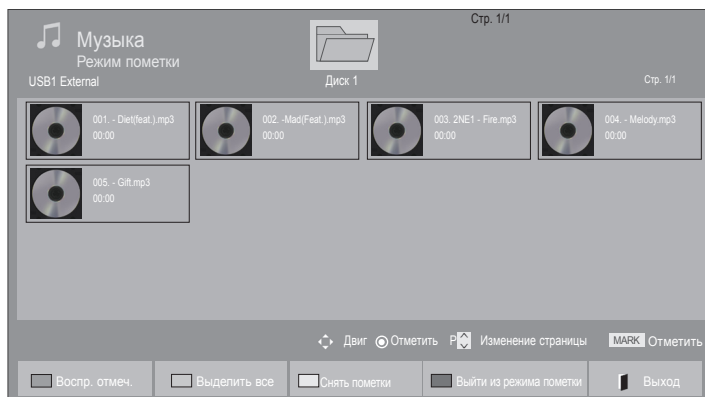 Стр. 1/1
Музыка
Режим пометки
USB1 External
Диск 1
Стр. 1/1
001. - Diet(feat.).mp3
00:00
002. -Mad(Feat.).mp3
00:00
003. 2NE1 - Fire.mp3
00:00
004. - Melody.mp3
00:00
005. - Gift.mp3
00:00
Двиг Отметить P Изменение страницы MARK Отметить
Воспр. отмеч. Выделить все Снять пометки Выйти из режима пометки Выход